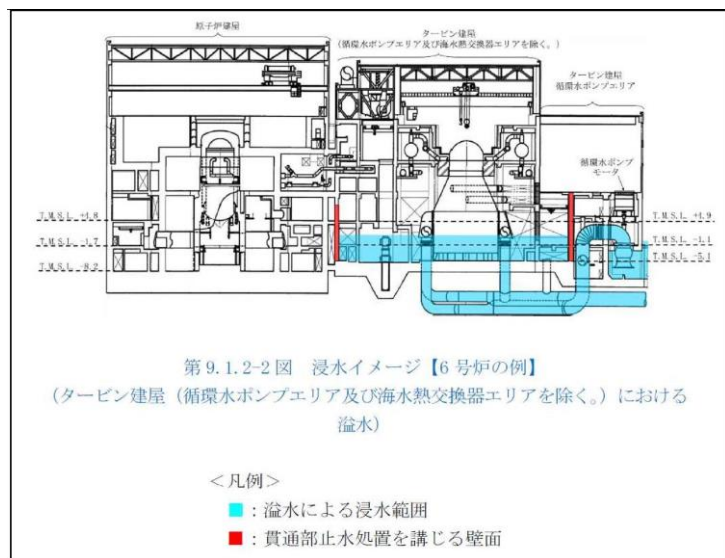 原子炉建屋
タービン建屋
(循環水ポンプエリア及び海水熱交換器エリアを除く。)
タービン建屋
循環水ポンプエリア
循環水ポンプ
モータ
T.M.S.L. +4.8
T.M.S.L. -1.7
T.M.S.L. -8.2
T.M.S.L. +4.9
T.M.S.L. -1.1
T.M.S.L. -5.1
第 9.1.2-2 図 浸水イメージ【6 号炉の例】
(タービン建屋(循環水ポンプエリア及び海水熱交換器エリアを除く。)における
溢水)
<凡例>
■:溢水による浸水範囲
■:貫通部止水処置を講じる壁面